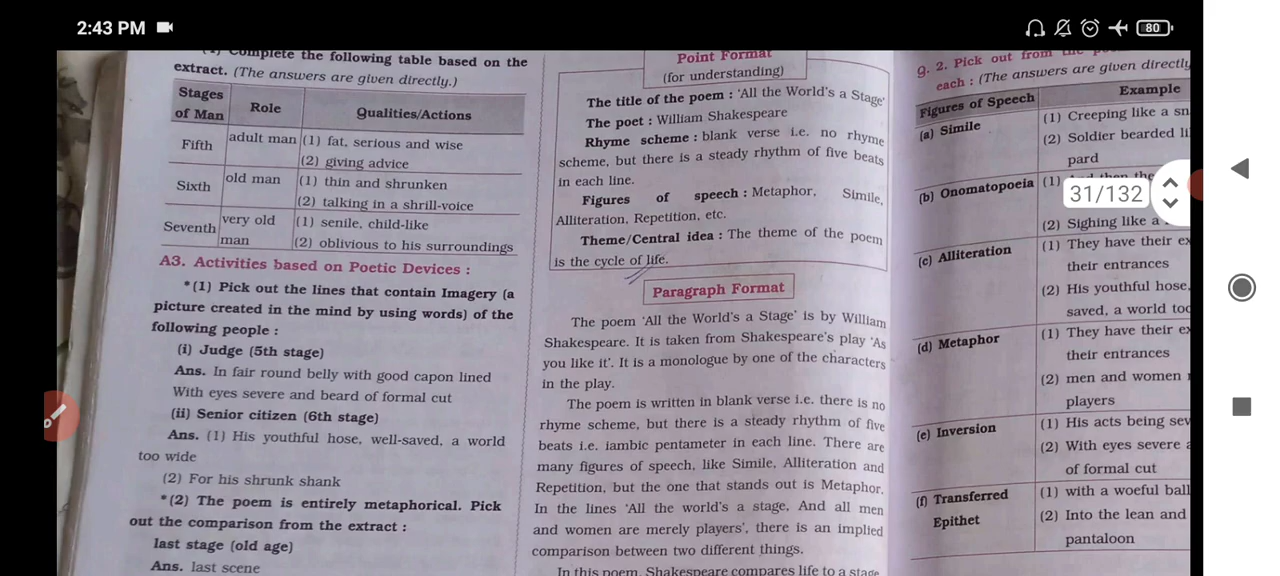 2:43 PM
80
(1) Complete the following table based on the
extract. (The answers are given directly.)
Stages of Man Role Qualities/Actions
Fifth adult man (1) fat, serious and wise
(2) giving advice
Sixth old man (1) thin and shrunken
(2) talking in a shrill-voice
Seventh very old man (1) senile, child-like
(2) oblivious to his surroundings
A3. Activities based on Poetic Devices :
*(1) Pick out the lines that contain Imagery (a
picture created in the mind by using words) of the
following people :
(i) Judge (5th stage)
Ans. In fair round belly with good capon lined
With eyes severe and beard of formal cut
(ii) Senior citizen (6th stage)
Ans. (1) His youthful hose, well-saved, a world
too wide
(2) For his shrunk shank
*(2) The poem is entirely metaphorical. Pick
out the comparison from the extract :
last stage (old age)
Ans. last scene
Point Format
(for understanding)
The title of the poem : 'All the World's a Stage'
The poet : William Shakespeare
Rhyme scheme : blank verse i.e. no rhyme
scheme, but there is a steady rhythm of five beats
in each line.
Figures of speech : Metaphor, Simile,
Alliteration, Repetition, etc.
Theme/Central idea : The theme of the poem
is the cycle of life.
Paragraph Format
The poem 'All the World's a Stage' is by William
Shakespeare. It is taken from Shakespeare's play 'As
you like it'. It is a monologue by one of the characters
in the play.
The poem is written in blank verse i.e. there is no
rhyme scheme, but there is a steady rhythm of five
beats i.e. iambic pentameter in each line. There are
many figures of speech, like Simile, Alliteration and
Repetition, but the one that stands out is Metaphor.
In the lines 'All the world's a stage, And all men
and women are merely players', there is an implied
comparison between two different things.
In this poem, Shakespeare compares life to a stage
g. 2. Pick out from the
each : (The answers are given directly
Figures of Speech Example
(a) Simile (1) Creeping like a
(2) Soldier bearded
pard
(b) Onomatopoeia (1)
(2) Sighing like a
(c) Alliteration (1) They have their
their entrances
(2) His youthful hose,
saved, a world
(d) Metaphor (1) They have their
their entrances
(2) men and women
players
(e) Inversion (1) His acts being
(2) With eyes severe
of formal cut
(f) Transferred Epithet (1) with a woeful
(2) Into the lean and
pantaloon
31/132